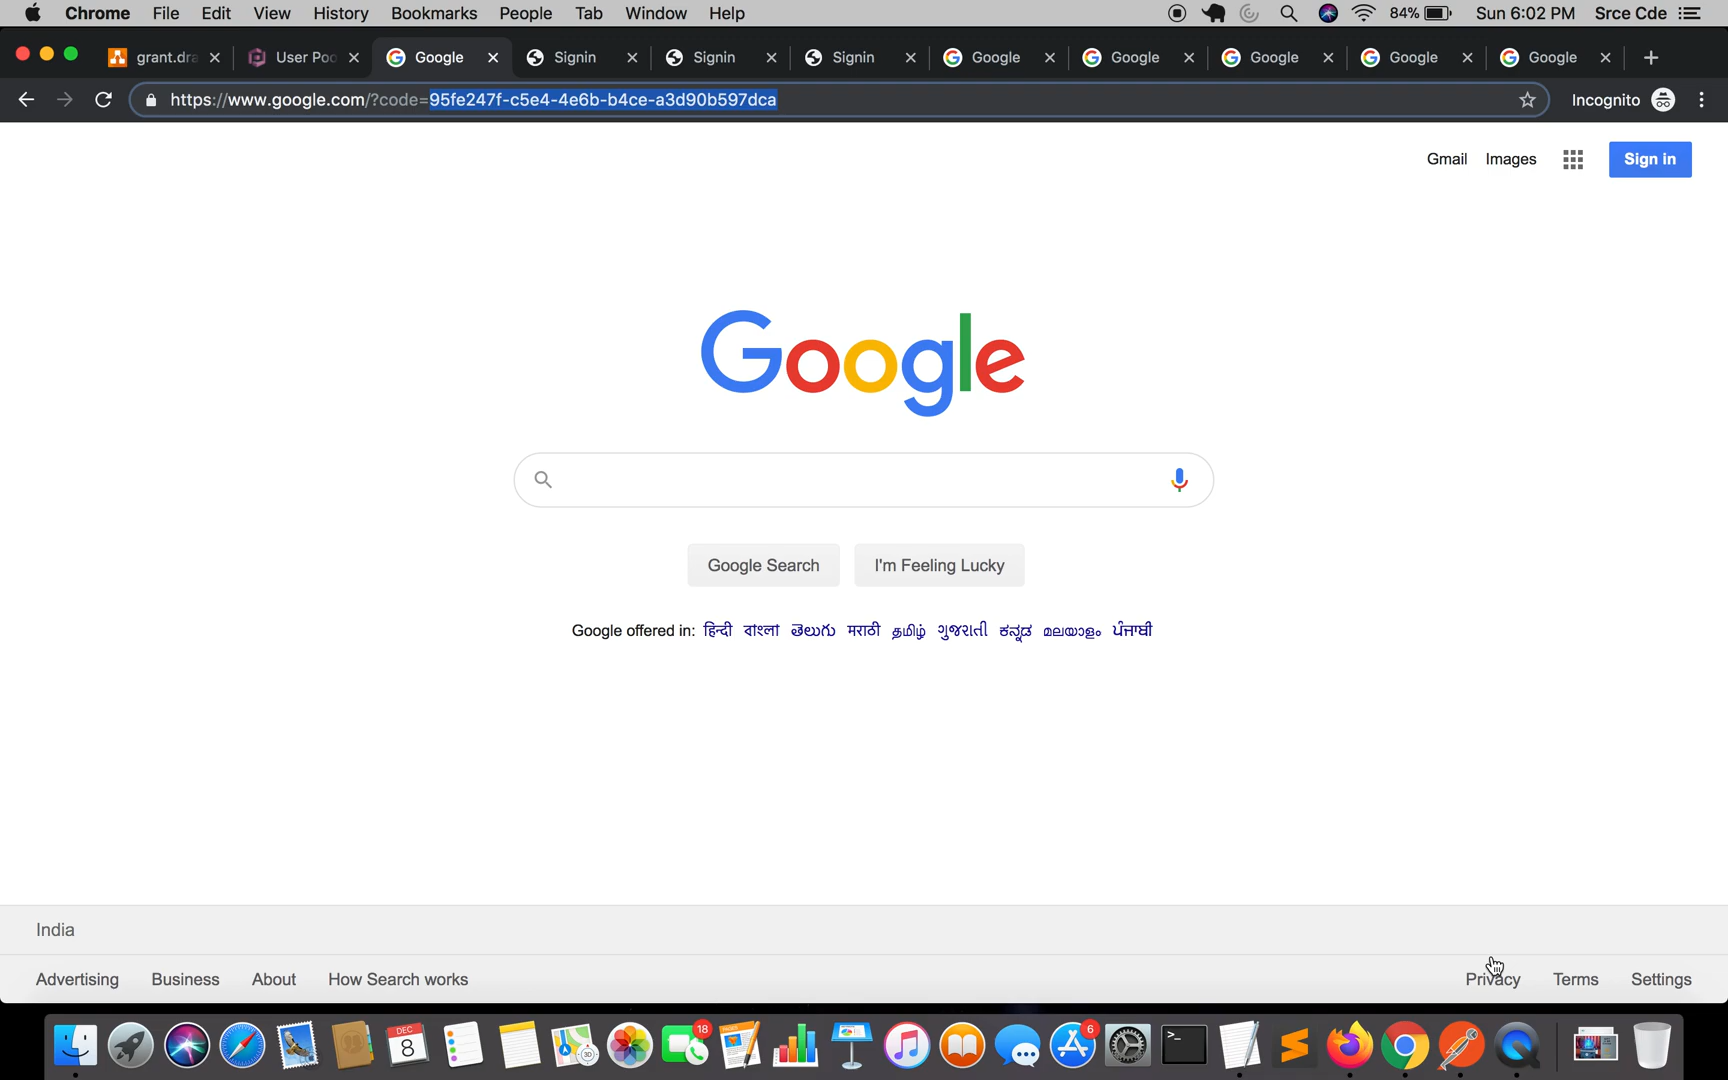 Chrome File Edit View History Bookmarks People Tab Window Help 84% Sun 6:02 PM Srce Cde
grant.dra User Poo Google Signin Signin Signin Google Google Google Google Google
https://www.google.com/?code=95fe247f-c5e4-4e6b-b4ce-a3d90b597dca Incognito
Gmail Images Sign in
Google
Google Search I'm Feeling Lucky
Google offered in: हिन्दी বাংলা తెలుగు मराठी தமிழ் ગુજરાતી ಕನ್ನಡ മലയാളം ਪੰਜਾਬੀ
India
Advertising Business About How Search works Privacy Terms Settings
DEC 8 18 6